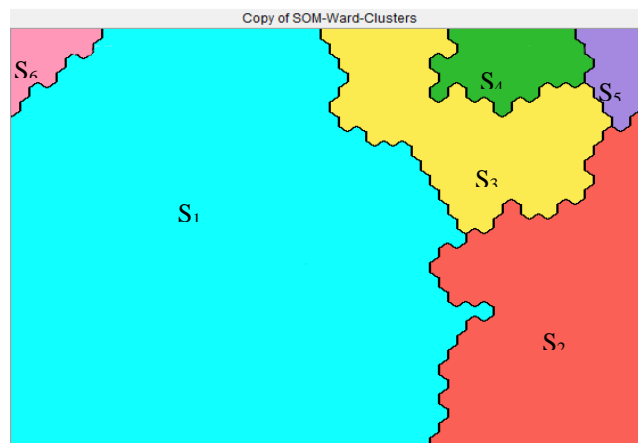 Copy of SOM-Ward-Clusters
S₆
S₄
S₅
S₃
S₁
S₂